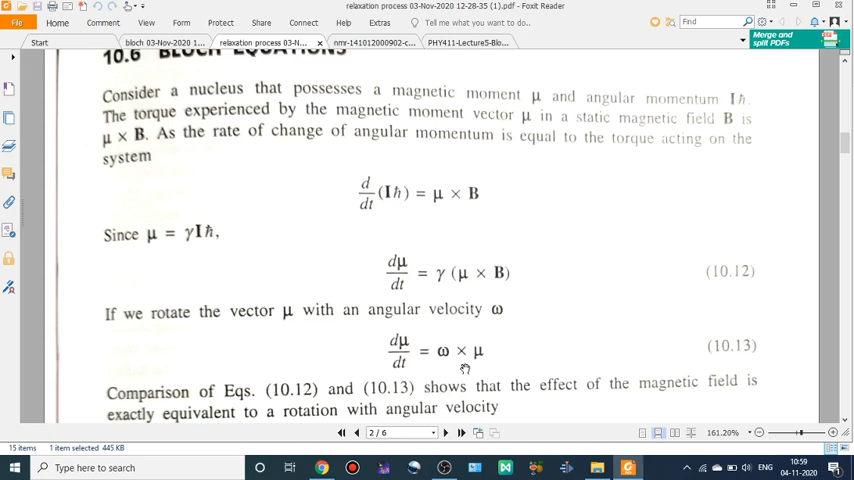 relaxation process 03-Nov-2020 12-28-35 (1).pdf - Foxit Reader
File Home Comment View Form Protect Share Connect Help Extras Tell me what you want to do... Find
Start bloch 03-Nov-2020 1... relaxation process 03-N... nmr-141012000902-c... PHY411-Lecture5-Blo...
Merge and
split PDFs
10.6 BLOCH EQUATIONS
Consider a nucleus that possesses a magnetic moment μ and angular momentum Iħ.
The torque experienced by the magnetic moment vector μ in a static magnetic field B is
μ × B. As the rate of change of angular momentum is equal to the torque acting on the
system
d/dt (Iħ) = μ × B
Since μ = γIħ,
dμ/dt = γ (μ × B) (10.12)
If we rotate the vector μ with an angular velocity ω
dμ/dt = ω × μ (10.13)
Comparison of Eqs. (10.12) and (10.13) shows that the effect of the magnetic field is
exactly equivalent to a rotation with angular velocity
2 / 6 161.20%
15 items 1 item selected 445 KB
Type here to search ENG 10:59
04-11-2020